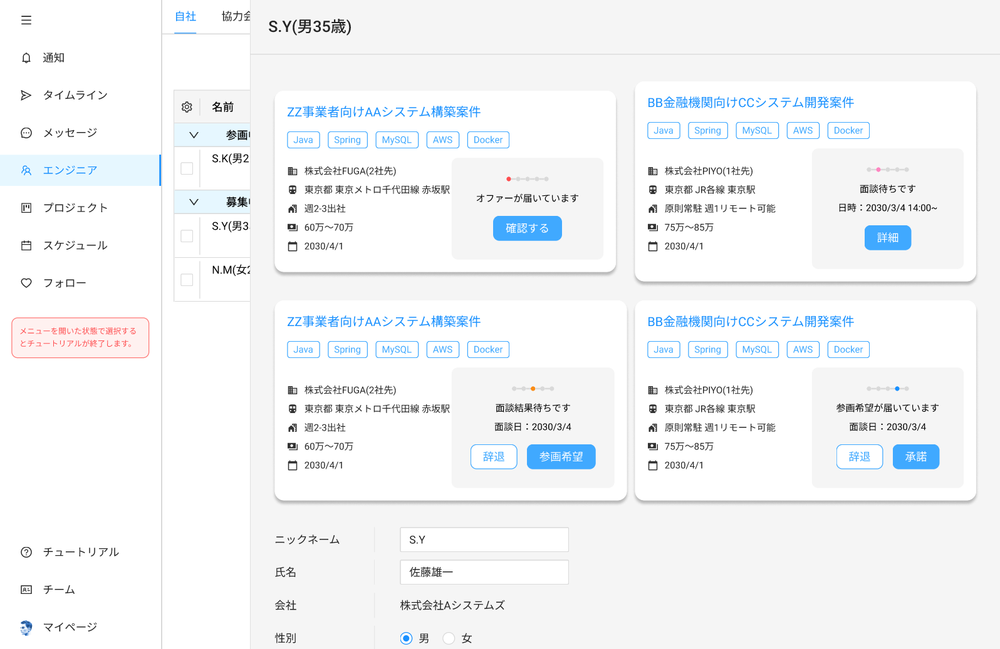 通知
タイムライン
メッセージ
エンジニア
プロジェクト
スケジュール
フォロー
メニューを開いた状態で選択する
とチュートリアルが終了します。
チュートリアル
チーム
マイページ
自社
協力会
名前
参画
S.K(男2
募集
S.Y(男3
N.M(女2
S.Y(男35歳)
ZZ事業者向けAAシステム構築案件
Java Spring MySQL AWS Docker
株式会社FUGA(2社先)
東京都 東京メトロ千代田線 赤坂駅
週2-3出社
60万〜70万
2030/4/1
オファーが届いています
確認する
BB金融機関向けCCシステム開発案件
Java Spring MySQL AWS Docker
株式会社PIYO(1社先)
東京都 JR各線 東京駅
原則常駐 週1リモート可能
75万〜85万
2030/4/1
面談待ちです
日時：2030/3/4 14:00~
詳細
ZZ事業者向けAAシステム構築案件
Java Spring MySQL AWS Docker
株式会社FUGA(2社先)
東京都 東京メトロ千代田線 赤坂駅
週2-3出社
60万〜70万
2030/4/1
面談結果待ちです
面談日：2030/3/4
辞退 参画希望
BB金融機関向けCCシステム開発案件
Java Spring MySQL AWS Docker
株式会社PIYO(1社先)
東京都 JR各線 東京駅
原則常駐 週1リモート可能
75万〜85万
2030/4/1
参画希望が届いています
面談日：2030/3/4
辞退 承諾
ニックネーム S.Y
氏名 佐藤雄一
会社 株式会社Aシステムズ
性別 男 女